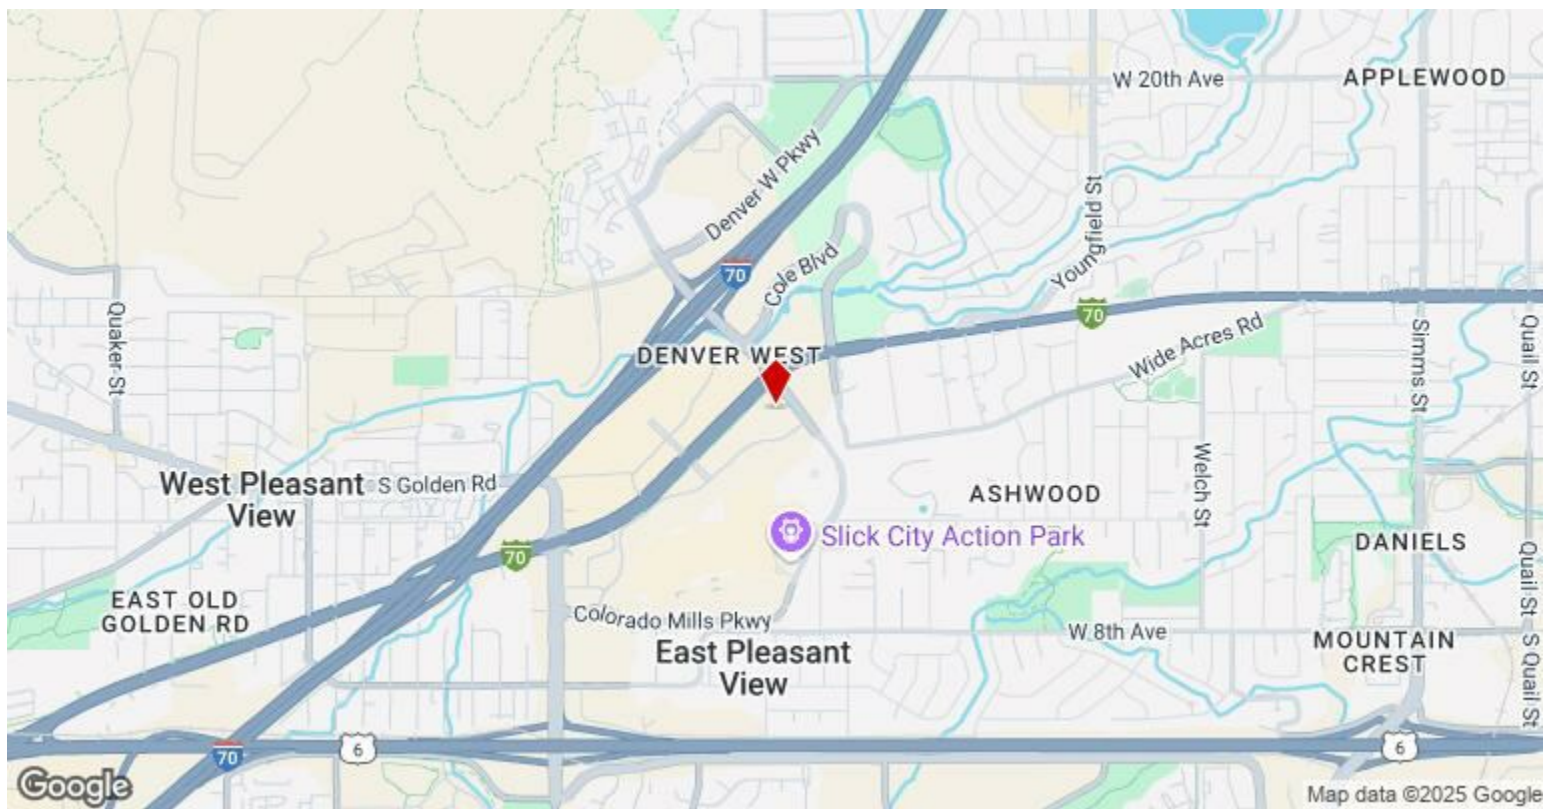 W 20th Ave
APPLEWOOD
Denver W Pkwy
Youngfield St
70
Cole Blvd
70
Quaker St
DENVER WEST
Wide Acres Rd
Simms St
Quail St
West Pleasant
View
S Golden Rd
ASHWOOD
Welch St
Slick City Action Park
DANIELS
70
EAST OLD
GOLDEN RD
Colorado Mills Pkwy
W 8th Ave
Quail St
S Quail St
East Pleasant
View
MOUNTAIN
CREST
70
6
6
Google
Map data ©2025 Google